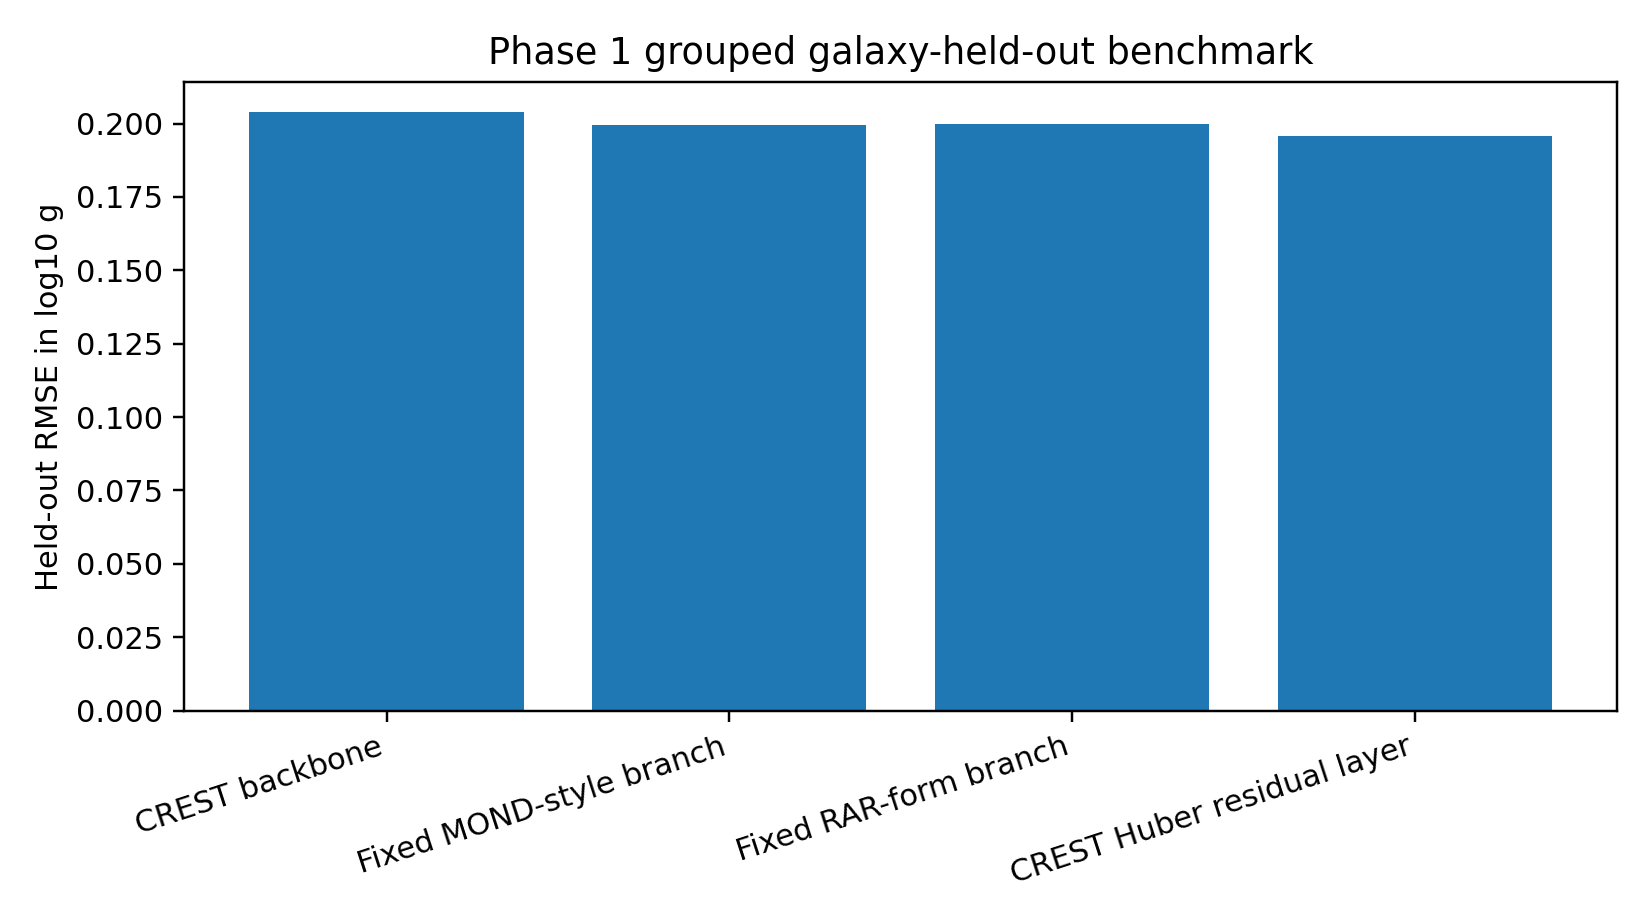 Phase 1 grouped galaxy-held-out benchmark
Held-out RMSE in log10 g
0.200
0.175
0.150
0.125
0.100
0.075
0.050
0.025
0.000
CREST backbone
Fixed MOND-style branch
Fixed RAR-form branch
CREST Huber residual layer